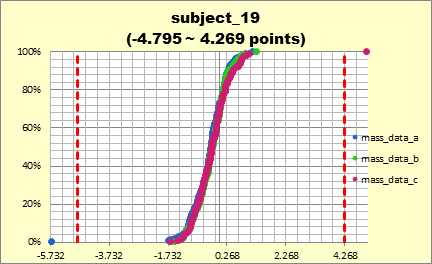 subject_19
(-4.795 ~ 4.269 points)
100%
80%
60%
40%
20%
0%
-5.732 -3.732 -1.732 0.268 2.268 4.268
mass_data_a
mass_data_b
mass_data_c